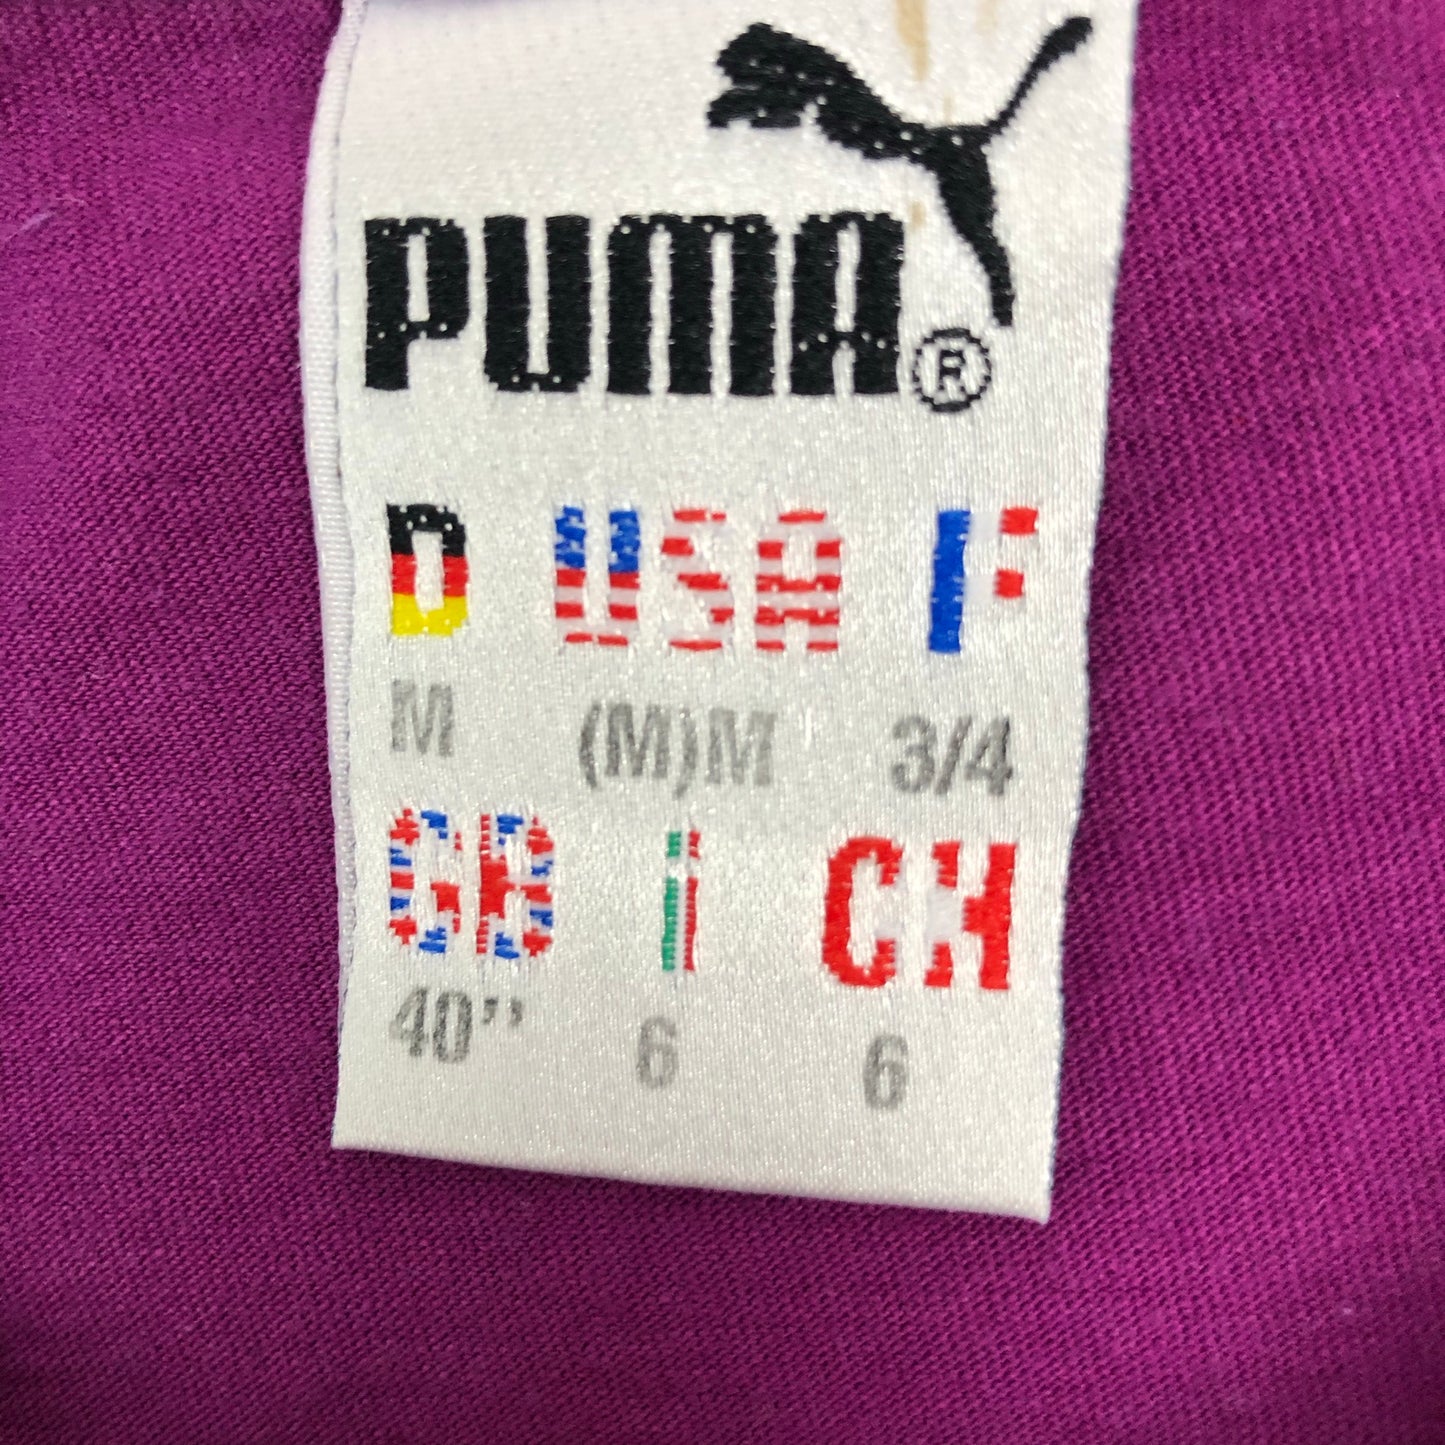 PUMA®
D USA F
M (M)M 3/4
GB i CH
40" 6 6